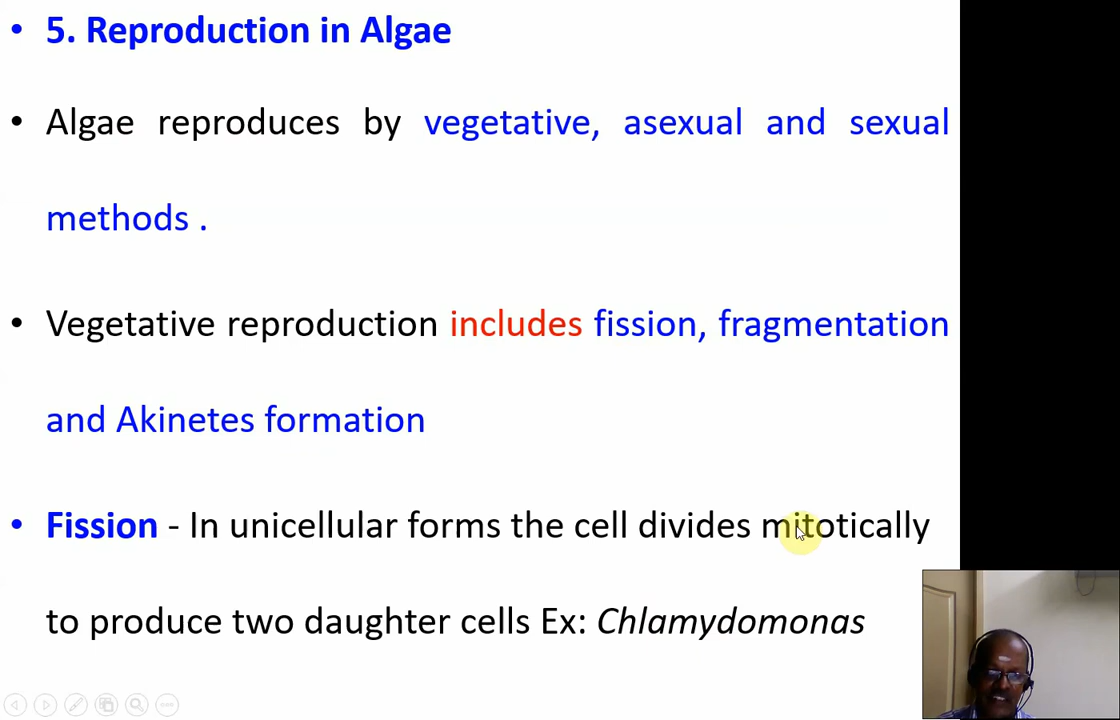 • 5. Reproduction in Algae
• Algae reproduces by vegetative, asexual and sexual
methods .
• Vegetative reproduction includes fission, fragmentation
and Akinetes formation
• Fission - In unicellular forms the cell divides mitotically
to produce two daughter cells Ex: Chlamydomonas